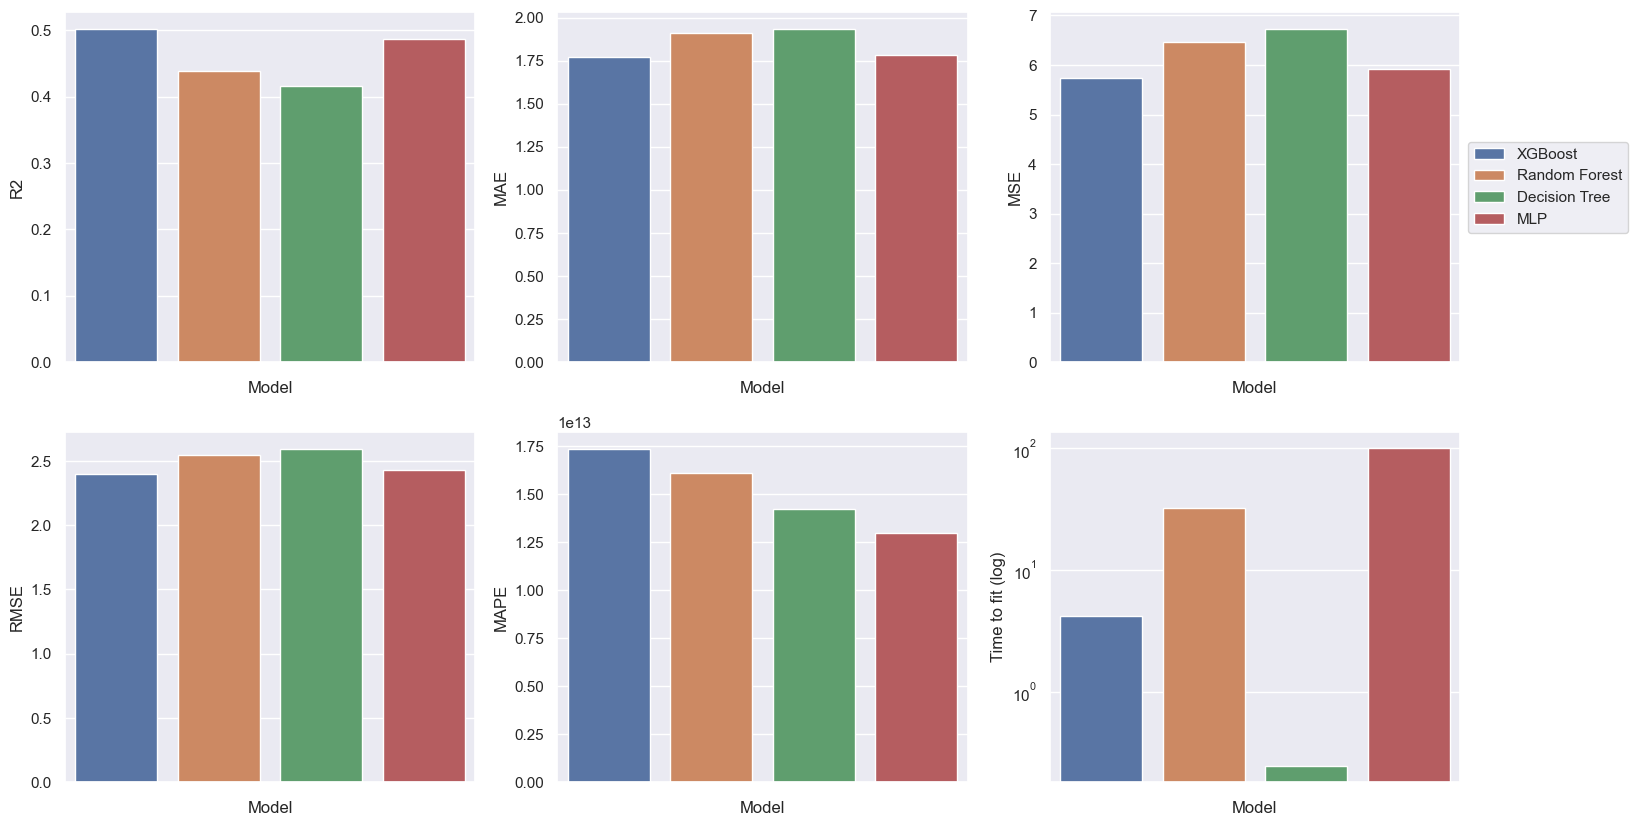 0.5
0.4
0.3
0.2
0.1
0.0
R2
Model
2.00
1.75
1.50
1.25
1.00
0.75
0.50
0.25
0.00
MAE
Model
7
6
5
4
3
2
1
0
MSE
Model
XGBoost
Random Forest
Decision Tree
MLP
2.5
2.0
1.5
1.0
0.5
0.0
RMSE
Model
1e13
1.75
1.50
1.25
1.00
0.75
0.50
0.25
0.00
MAPE
Model
10²
10¹
10⁰
Time to fit (log)
Model